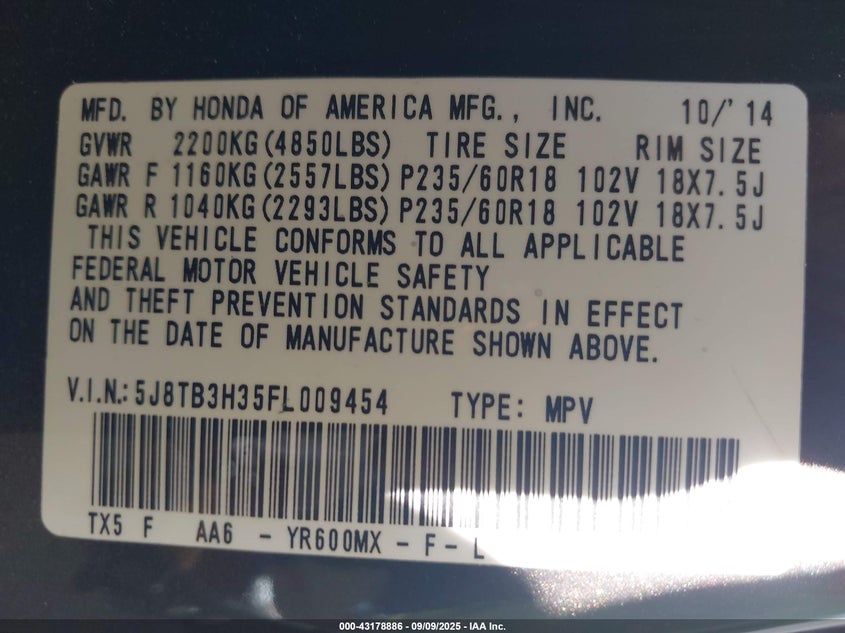 MFD. BY HONDA OF AMERICA MFG., INC. 10/'14
GVWR 2200KG(4850LBS) TIRE SIZE RIM SIZE
GAWR F 1160KG(2557LBS) P235/60R18 102V 18X7.5J
GAWR R 1040KG(2293LBS) P235/60R18 102V 18X7.5J
THIS VEHICLE CONFORMS TO ALL APPLICABLE
FEDERAL MOTOR VEHICLE SAFETY
AND THEFT PREVENTION STANDARDS IN EFFECT
ON THE DATE OF MANUFACTURE SHOWN ABOVE.
V.I.N.: 5J8TB3H35FL009454 TYPE: MPV
TX5 F AA6 - YR600MX - F - L
000-43178886 - 09/09/2025 - IAA Inc.